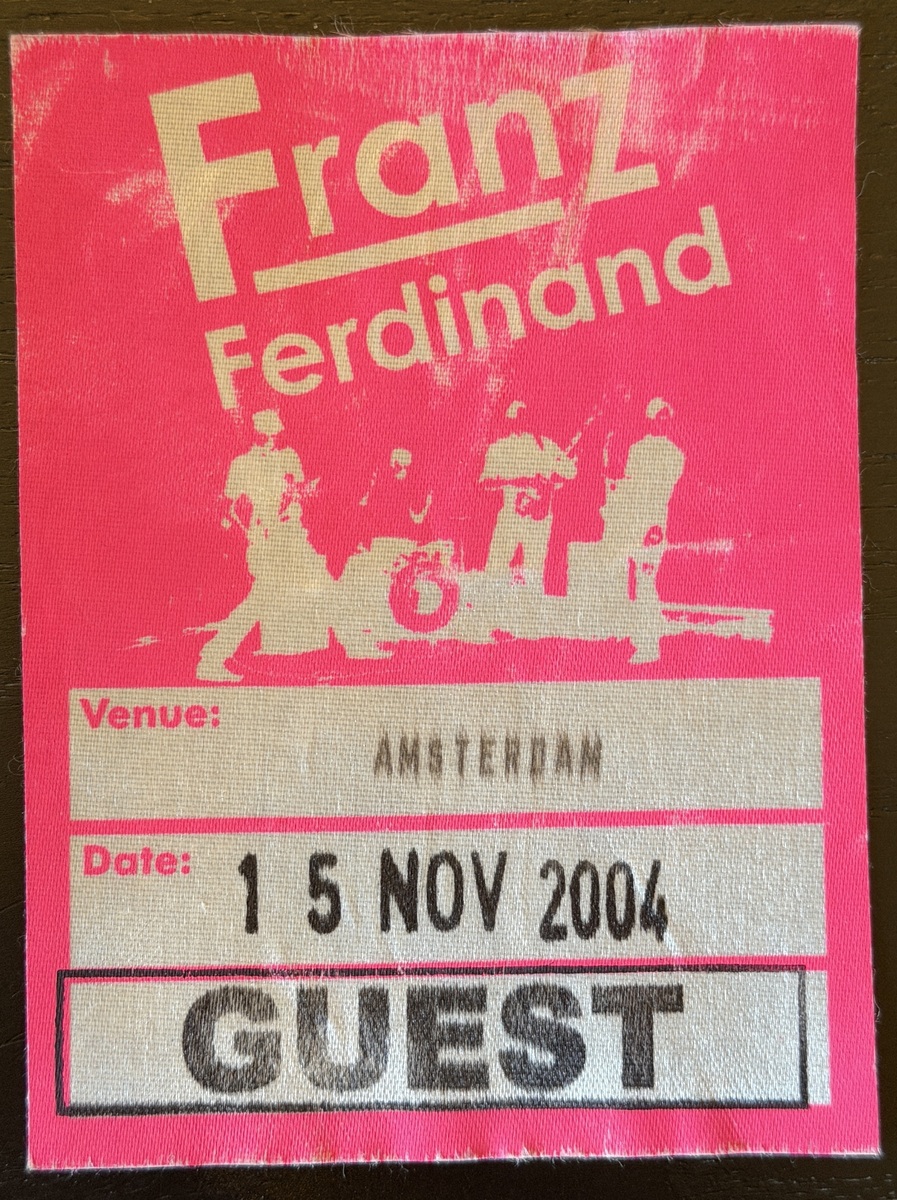 Franz
Ferdinand
Venue:
AMSTERDAM
Date:
15 NOV 2004
GUEST